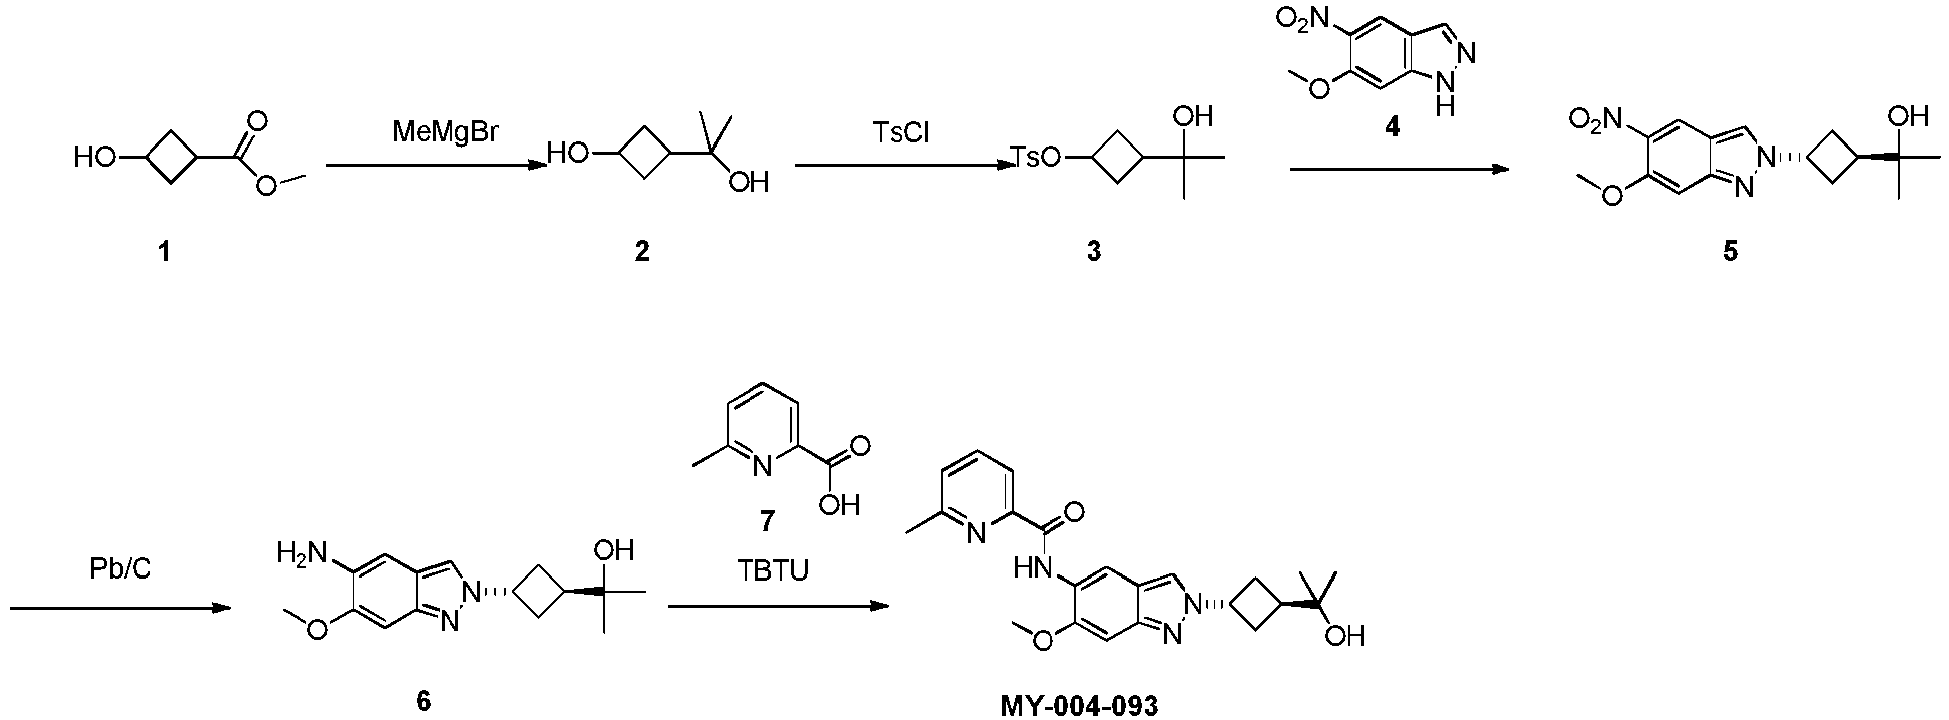 O2N
N
N
H
O
4
HO
O
O
1
MeMgBr
HO
OH
2
TsCl
TsO
OH
3
O2N
O
N
N
OH
5
Pb/C
H2N
O
N
N
OH
6
N
O
OH
7
TBTU
N
O
HN
O
N
N
OH
MY-004-093